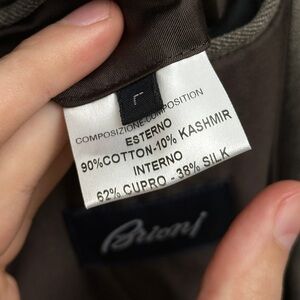 L
COMPOSIZIONE-COMPOSITION
ESTERNO
90%COTTON-10% KASHMIR
INTERNO
62% CUPRO - 38% SILK
Brioni